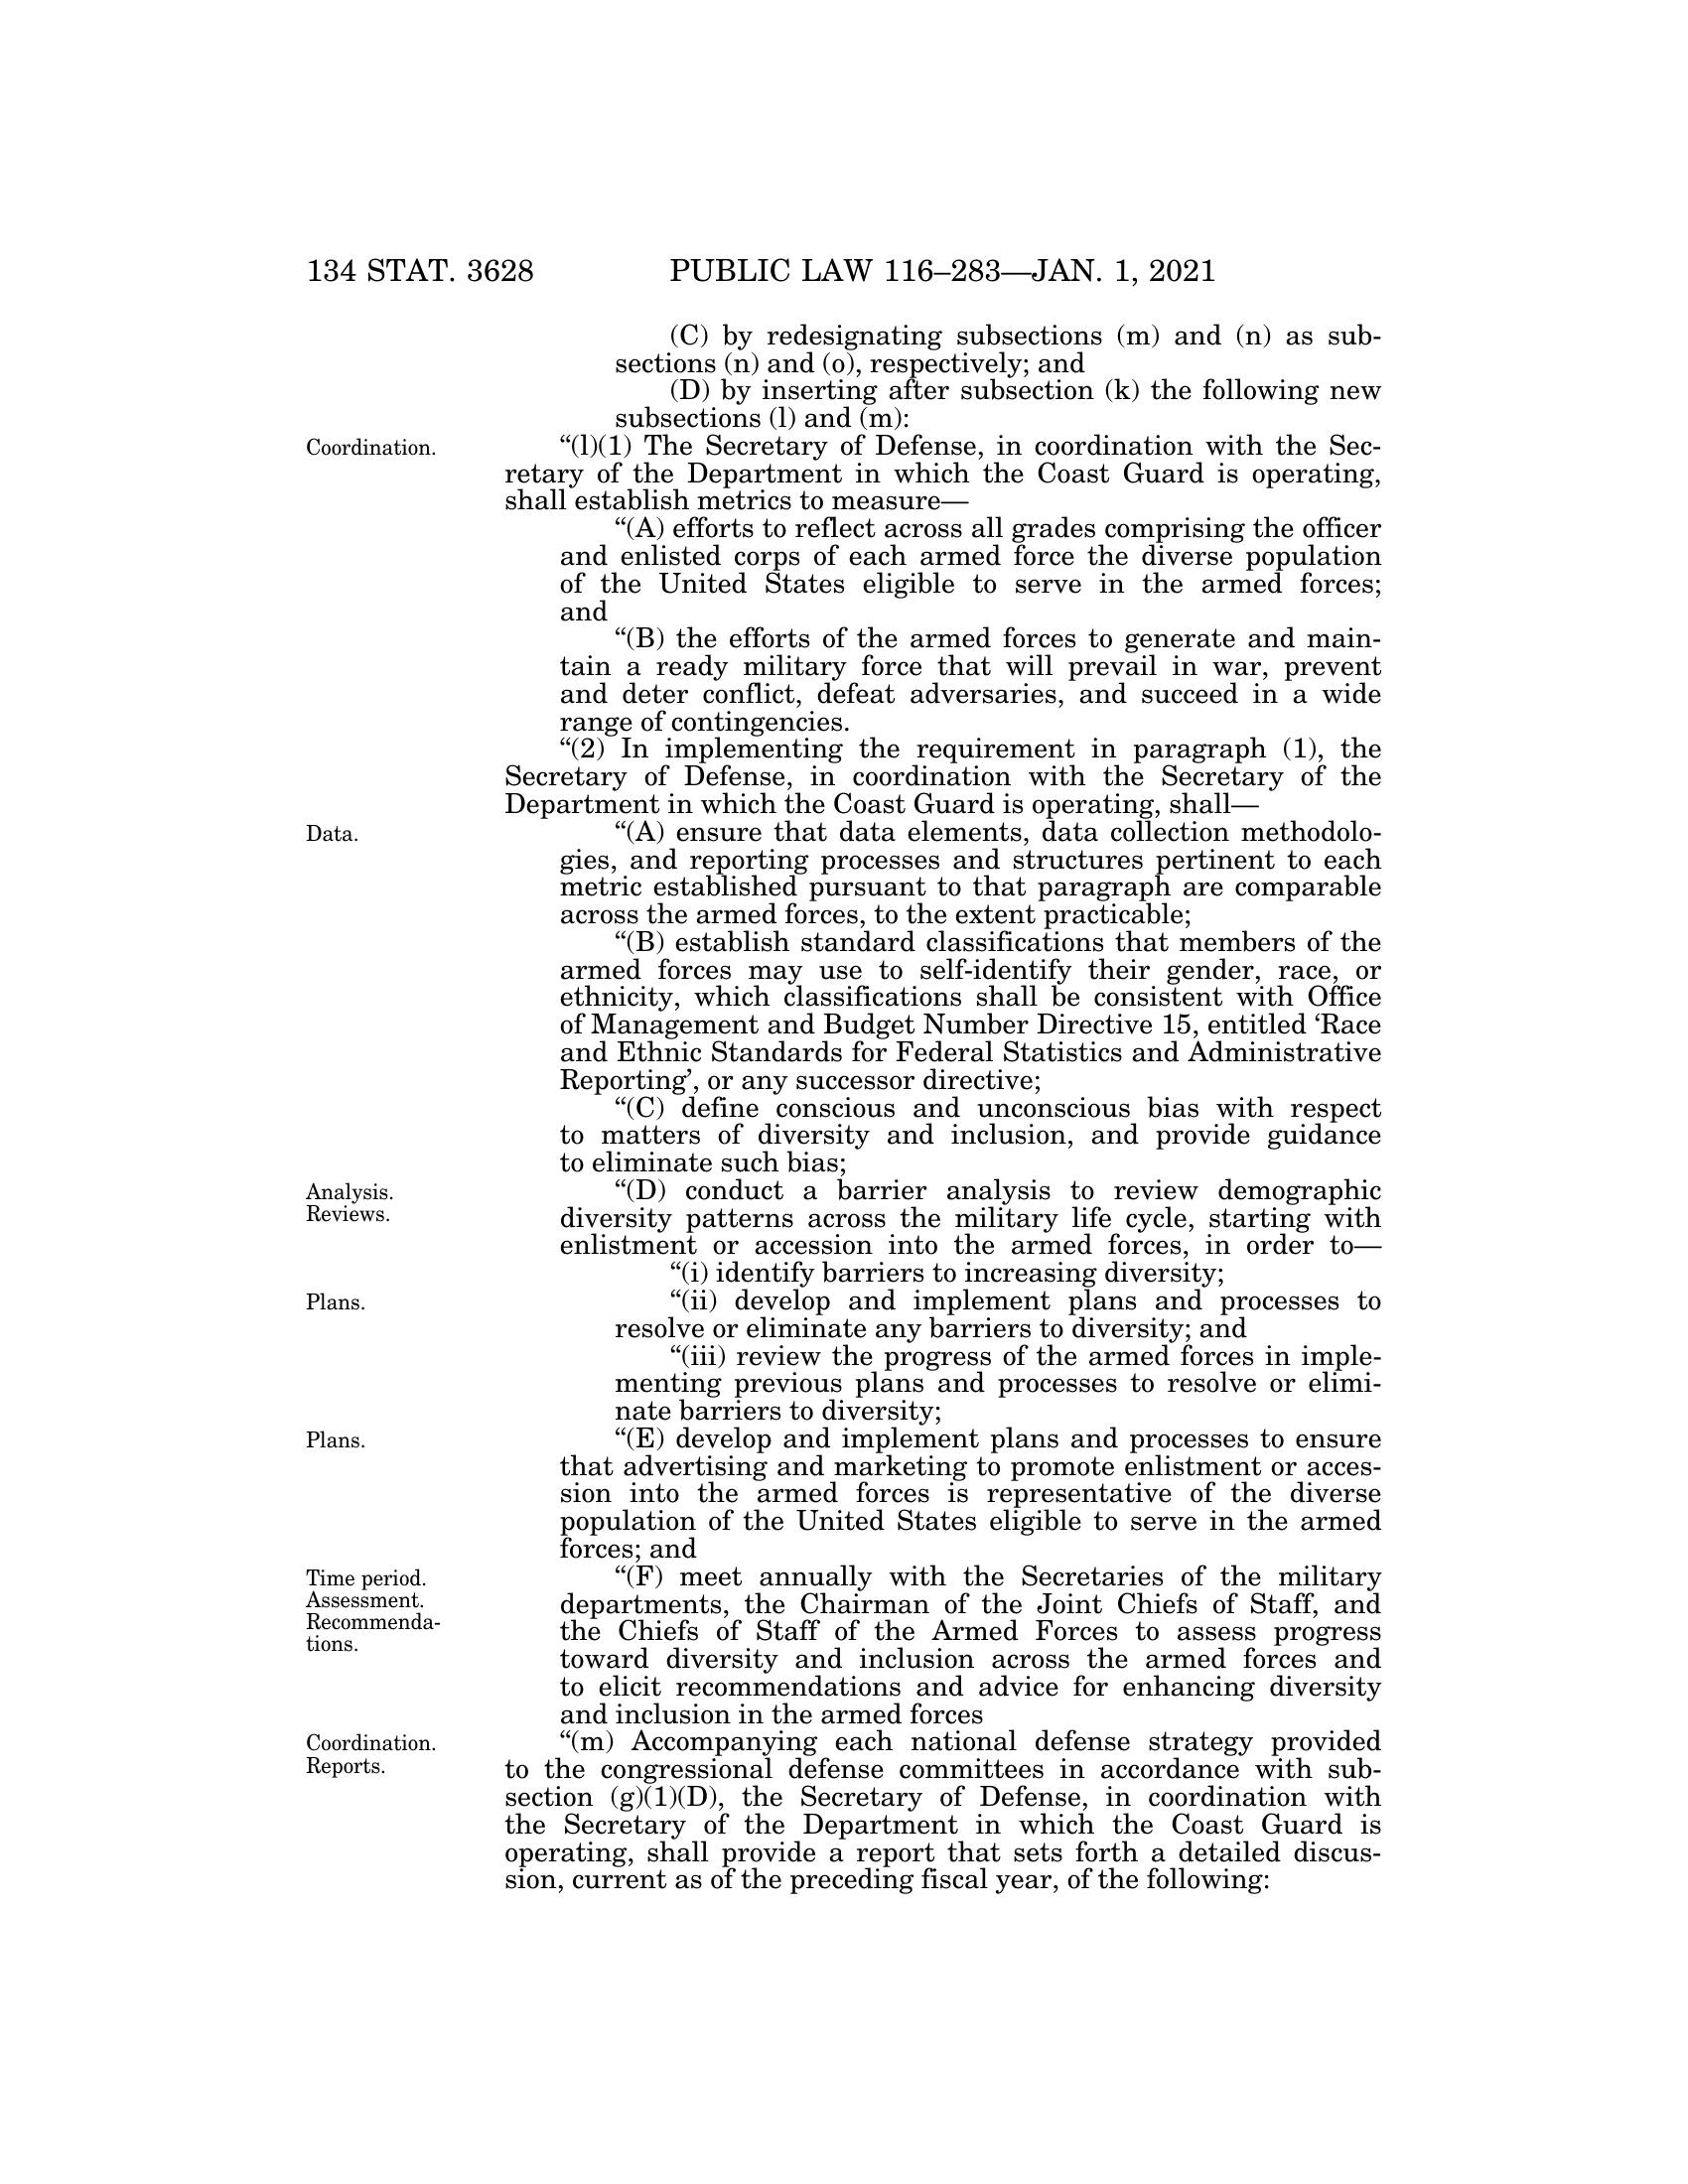 134 STAT. 3628
PUBLIC LAW 116–283—JAN. 1, 2021
(C) by redesignating subsections (m) and (n) as sub-
sections (n) and (o), respectively; and
(D) by inserting after subsection (k) the following new
subsections (l) and (m):
Coordination.
“(l)(1) The Secretary of Defense, in coordination with the Sec-
retary of the Department in which the Coast Guard is operating,
shall establish metrics to measure—
“(A) efforts to reflect across all grades comprising the officer
and enlisted corps of each armed force the diverse population
of the United States eligible to serve in the armed forces;
and
“(B) the efforts of the armed forces to generate and main-
tain a ready military force that will prevail in war, prevent
and deter conflict, defeat adversaries, and succeed in a wide
range of contingencies.
“(2) In implementing the requirement in paragraph (1), the
Secretary of Defense, in coordination with the Secretary of the
Department in which the Coast Guard is operating, shall—
Data.
“(A) ensure that data elements, data collection methodolo-
gies, and reporting processes and structures pertinent to each
metric established pursuant to that paragraph are comparable
across the armed forces, to the extent practicable;
“(B) establish standard classifications that members of the
armed forces may use to self-identify their gender, race, or
ethnicity, which classifications shall be consistent with Office
of Management and Budget Number Directive 15, entitled ‘Race
and Ethnic Standards for Federal Statistics and Administrative
Reporting’, or any successor directive;
“(C) define conscious and unconscious bias with respect
to matters of diversity and inclusion, and provide guidance
to eliminate such bias;
Analysis.
Reviews.
“(D) conduct a barrier analysis to review demographic
diversity patterns across the military life cycle, starting with
enlistment or accession into the armed forces, in order to—
“(i) identify barriers to increasing diversity;
Plans.
“(ii) develop and implement plans and processes to
resolve or eliminate any barriers to diversity; and
“(iii) review the progress of the armed forces in imple-
menting previous plans and processes to resolve or elimi-
nate barriers to diversity;
Plans.
“(E) develop and implement plans and processes to ensure
that advertising and marketing to promote enlistment or acces-
sion into the armed forces is representative of the diverse
population of the United States eligible to serve in the armed
forces; and
Time period.
Assessment.
Recommenda-
tions.
“(F) meet annually with the Secretaries of the military
departments, the Chairman of the Joint Chiefs of Staff, and
the Chiefs of Staff of the Armed Forces to assess progress
toward diversity and inclusion across the armed forces and
to elicit recommendations and advice for enhancing diversity
and inclusion in the armed forces
Coordination.
Reports.
“(m) Accompanying each national defense strategy provided
to the congressional defense committees in accordance with sub-
section (g)(1)(D), the Secretary of Defense, in coordination with
the Secretary of the Department in which the Coast Guard is
operating, shall provide a report that sets forth a detailed discus-
sion, current as of the preceding fiscal year, of the following: